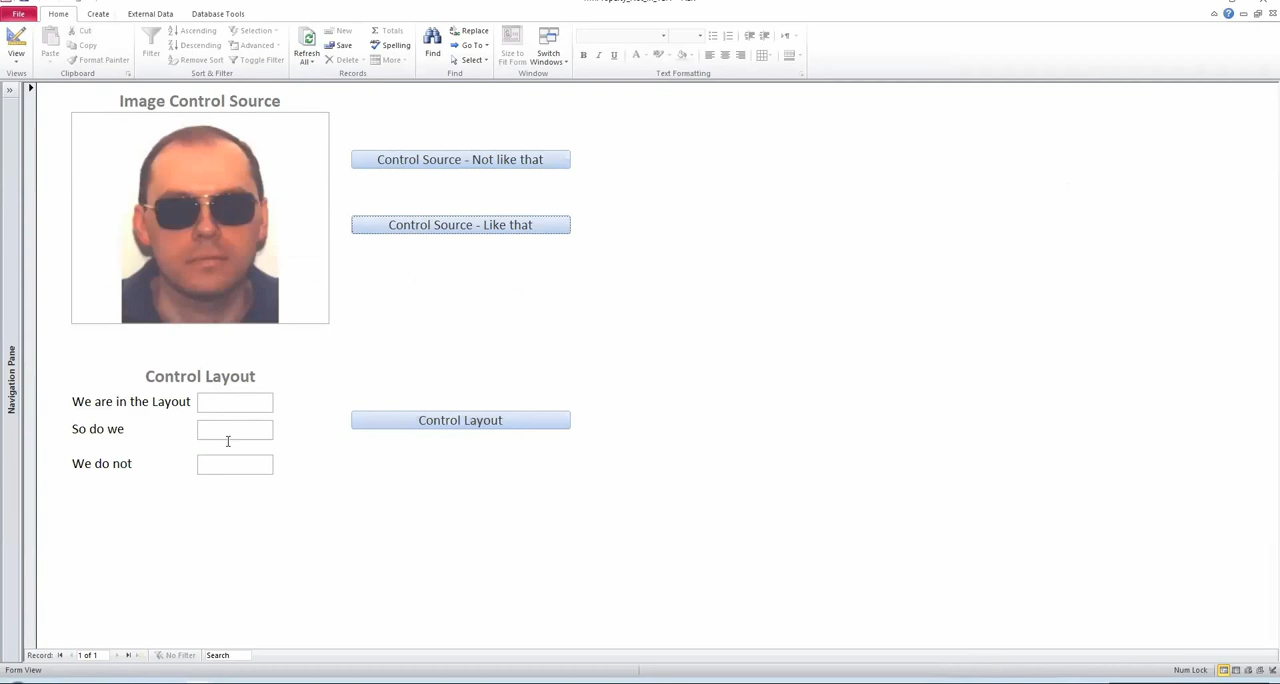 File Home Create External Data Database Tools
View Paste Cut Copy Format Painter Filter Ascending Descending Remove Sort Selection Advanced Toggle Filter Refresh All New Save Delete Totals Spelling More Find Replace Go To Select Size to Fit Form Switch Windows
Views Clipboard Sort & Filter Records Find Window Text Formatting
Image Control Source
Control Source - Not like that
Control Source - Like that
Control Layout
We are in the Layout
Control Layout
So do we
We do not
Navigation Pane
Record: 1 of 1 No Filter Search
Form View Num Lock